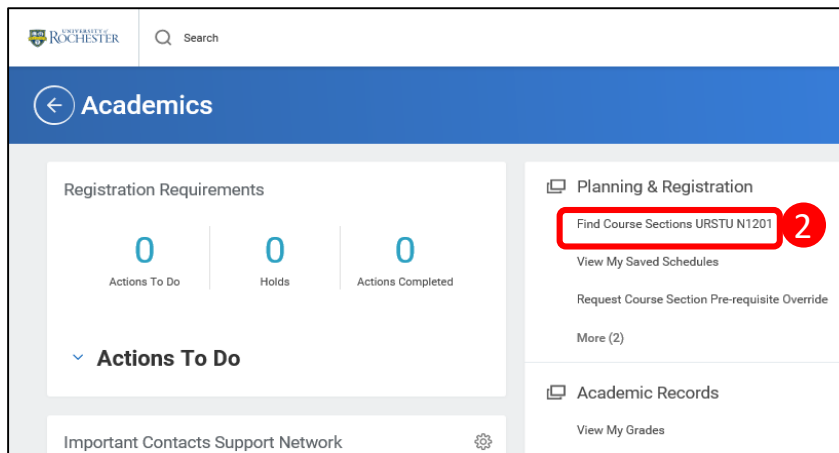 UNIVERSITY of
ROCHESTER
Search
Academics
Registration Requirements
0
Actions To Do
0
Holds
0
Actions Completed
Actions To Do
Important Contacts Support Network
Planning & Registration
Find Course Sections URSTU N1201
2
View My Saved Schedules
Request Course Section Pre-requisite Override
More (2)
Academic Records
View My Grades